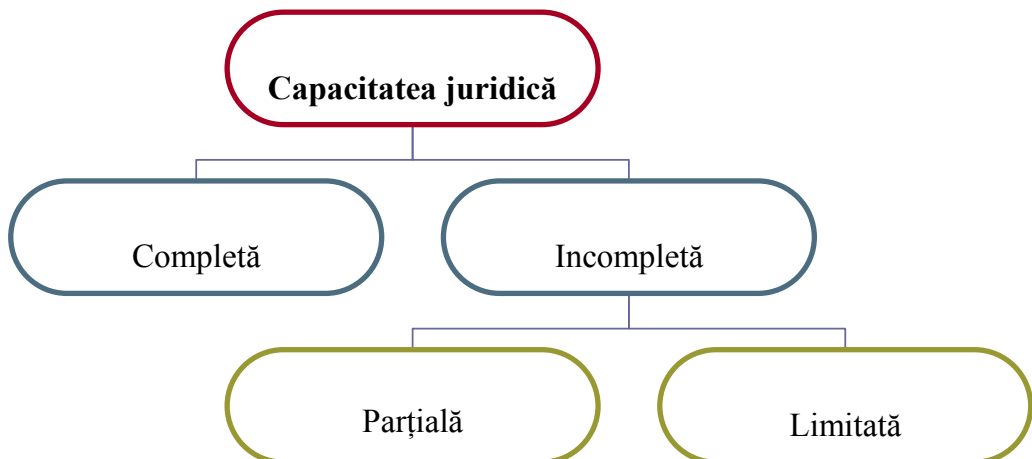 Capacitatea juridică
Completă
Incompletă
Parțială
Limitată